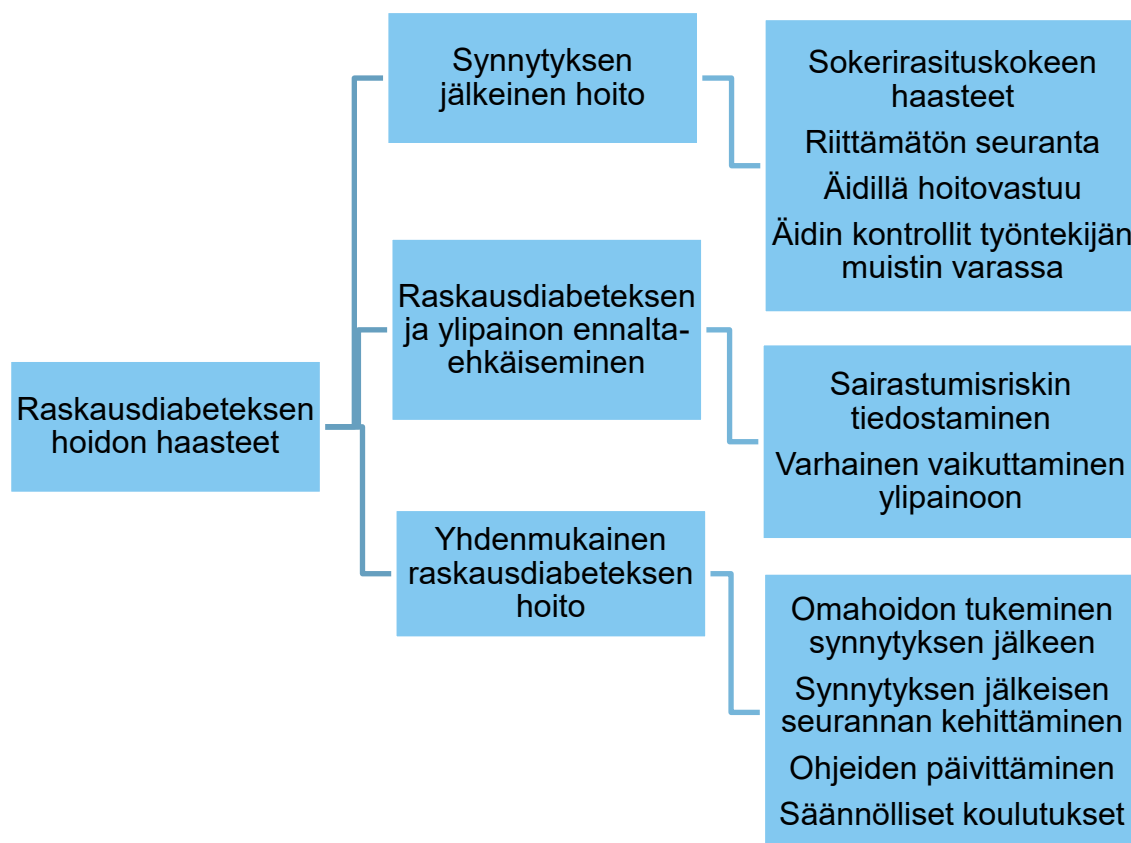 Raskausdiabeteksen
hoidon haasteet
Synnytyksen
jälkeinen hoito
Sokerirasituskokeen
haasteet
Riittämätön seuranta
Äidillä hoitovastuu
Äidin kontrollit työntekijän
muistin varassa
Raskausdiabeteksen
ja ylipainon ennalta-
ehkäiseminen
Sairastumisriskin
tiedostaminen
Varhainen vaikuttaminen
ylipainoon
Yhdenmukainen
raskausdiabeteksen
hoito
Omahoidon tukeminen
synnytyksen jälkeen
Synnytyksen jälkeisen
seurannan kehittäminen
Ohjeiden päivittäminen
Säännölliset koulutukset